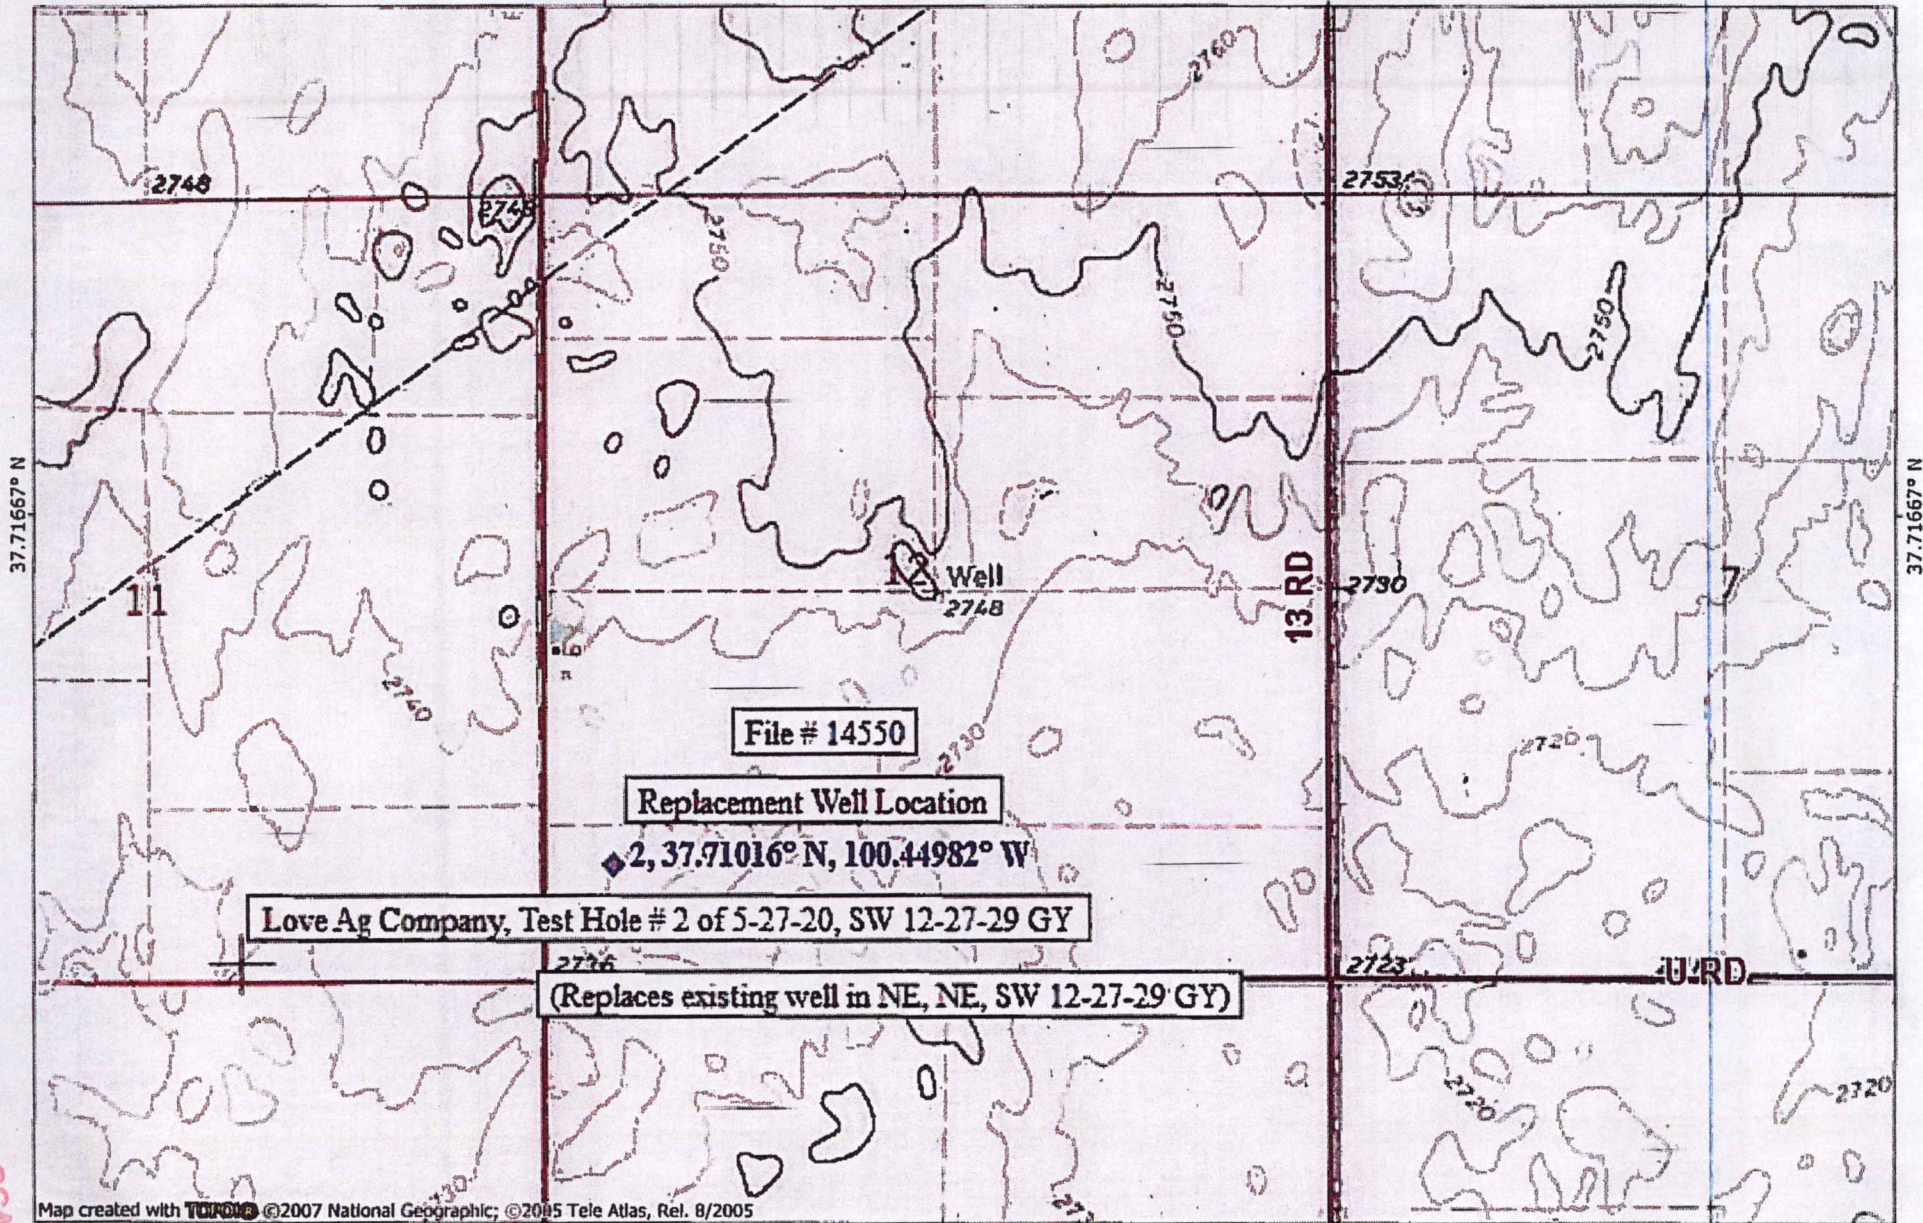 2760
2748
2748
2753
2750
2750
2750
37.71667° N
37.71667° N
12
Well
2748
13 RD
2730
7
11
2740
File # 14550
2730
2720
Replacement Well Location
2, 37.71016° N, 100.44982° W
Love Ag Company, Test Hole # 2 of 5-27-20, SW 12-27-29 GY
2736
2723
U RD
(Replaces existing well in NE, NE, SW 12-27-29 GY)
2720
2720
Map created with TOPO!® ©2007 National Geographic; ©2005 Tele Atlas, Rel. 8/2005